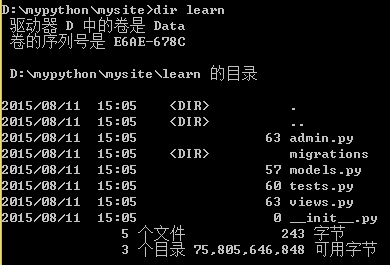 D:\mypython\mysite>dir learn
驱动器 D 中的卷是 Data
卷的序列号是 E6AE-678C
D:\mypython\mysite\learn 的目录
2015/08/11  15:05    <DIR>          .
2015/08/11  15:05    <DIR>          ..
2015/08/11  15:05                63 admin.py
2015/08/11  15:05    <DIR>          migrations
2015/08/11  15:05                57 models.py
2015/08/11  15:05                60 tests.py
2015/08/11  15:05                63 views.py
2015/08/11  15:05                 0 __init__.py
5 个文件            243 字节
3 个目录 75,805,646,848 可用字节